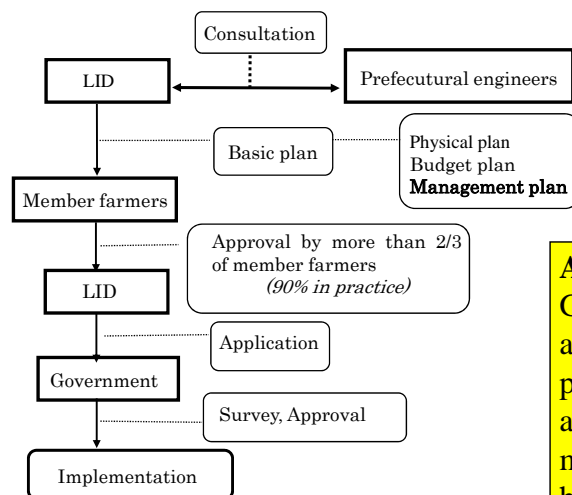 Consultation
LID
Prefecutural engineers
Basic plan
Physical plan
Budget plan
Management plan
Member farmers
Approval by more than 2/3
of member farmers
(90% in practice)
LID
Application
Government
Survey, Approval
Implementation